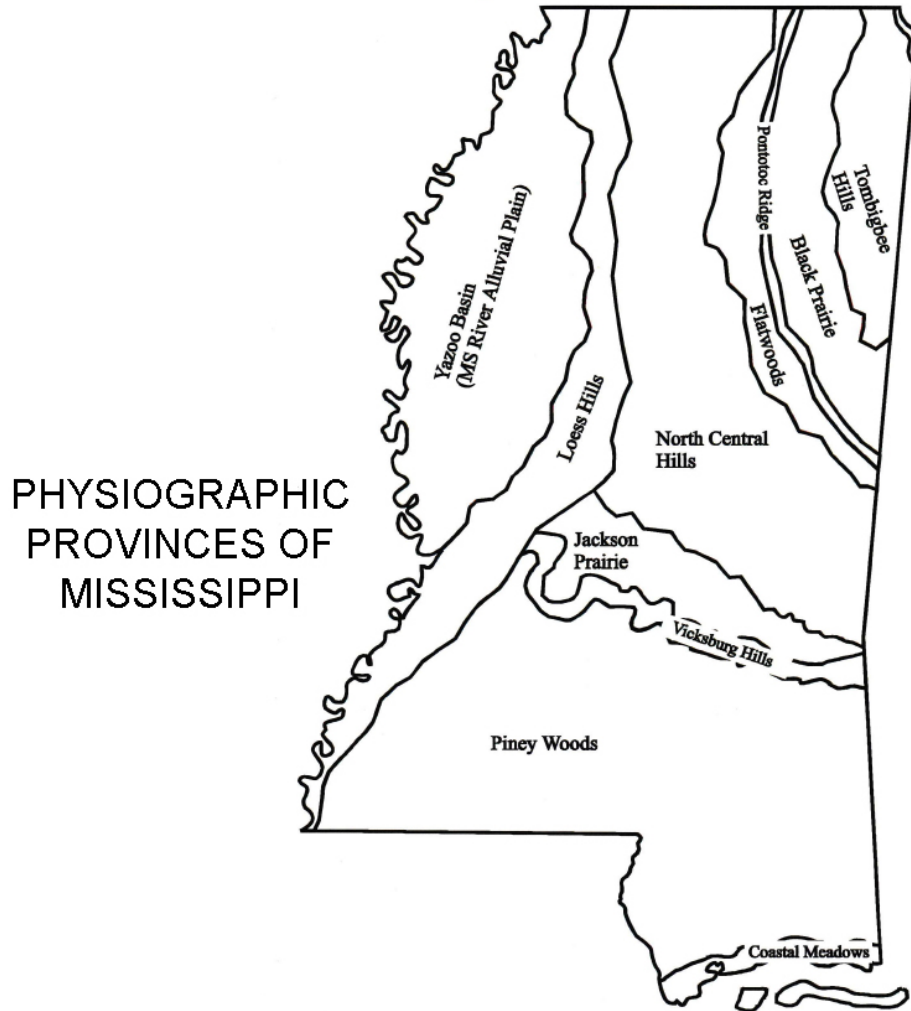 PHYSIOGRAPHIC
PROVINCES OF
MISSISSIPPI
Yazoo Basin
(MS River Alluvial Plain)
Loess Hills
North Central
Hills
Flatwoods
Pontotoc Ridge
Black Prairie
Tombigbee
Hills
Jackson
Prairie
Vicksburg Hills
Piney Woods
Coastal Meadows